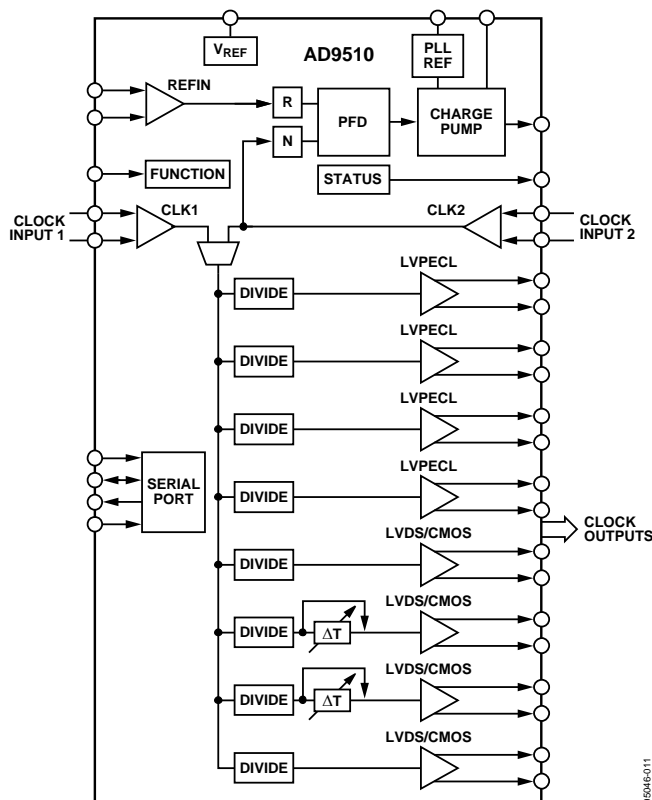 VREF
AD9510
PLL
REF
REFIN
R
PFD
CHARGE
PUMP
N
FUNCTION
STATUS
CLOCK
INPUT 1
CLK1
CLK2
CLOCK
INPUT 2
LVPECL
DIVIDE
LVPECL
DIVIDE
LVPECL
DIVIDE
SERIAL
PORT
LVPECL
DIVIDE
CLOCK
OUTPUTS
LVDS/CMOS
DIVIDE
LVDS/CMOS
DIVIDE
ΔT
LVDS/CMOS
DIVIDE
ΔT
LVDS/CMOS
DIVIDE
05046-011